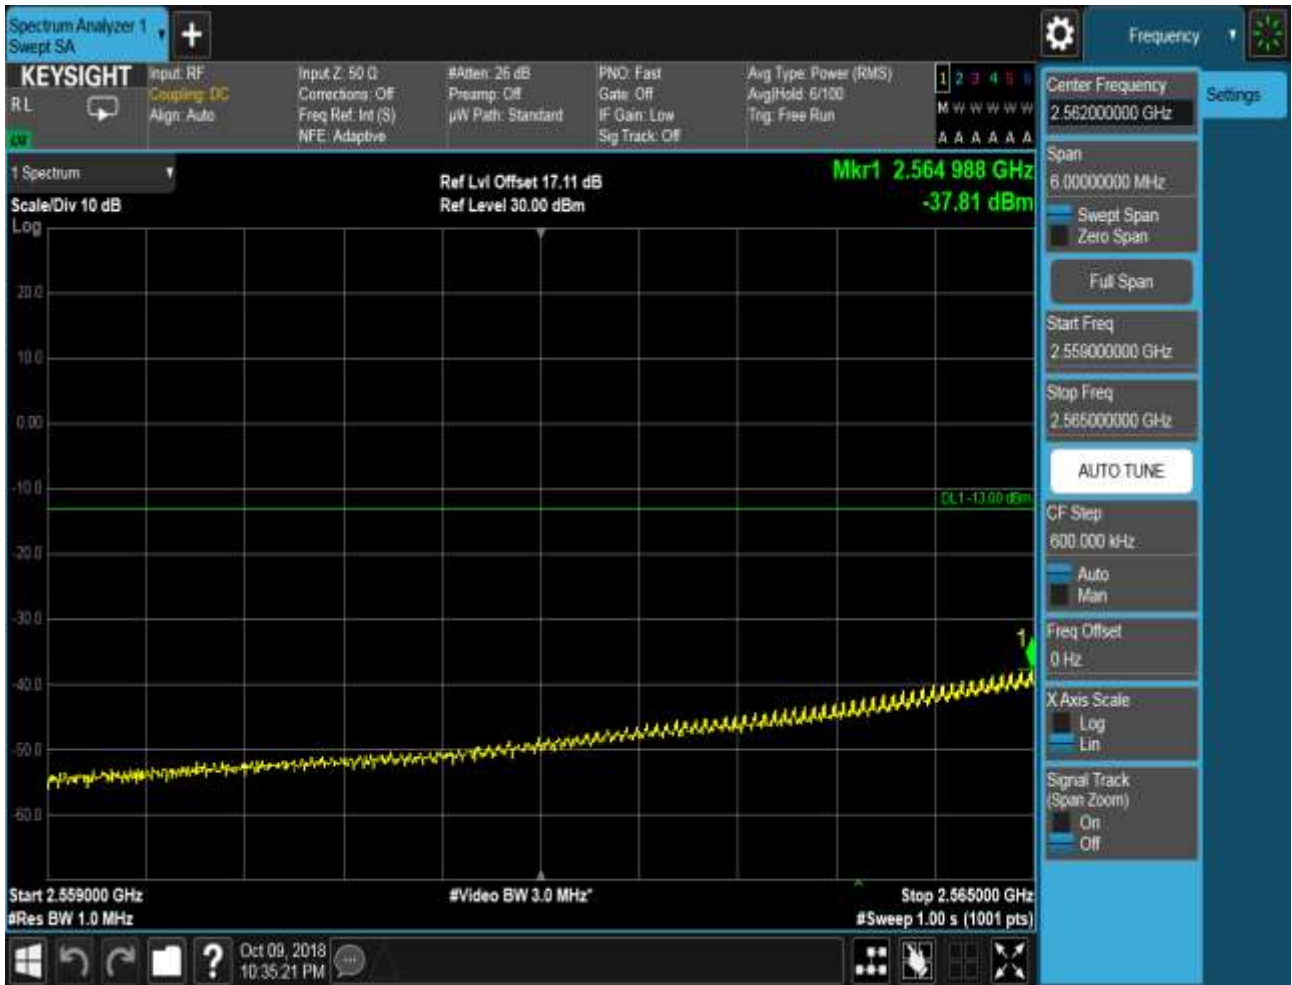 Spectrum Analyzer 1
Swept SA
+
Frequency
KEYSIGHT
RL
LXI
Input: RF
Coupling: DC
Align: Auto
Input Z: 50 Ω
Corrections: Off
Freq Ref: Int (S)
NFE: Adaptive
#Atten: 26 dB
Preamp: Off
µW Path: Standard
PNO: Fast
Gate: Off
IF Gain: Low
Sig Track: Off
Avg Type: Power (RMS)
Avg|Hold: 6/100
Trig: Free Run
1 2 3 4 5 6
M W W W W W
A A A A A A
Center Frequency
2.562000000 GHz
Settings
1 Spectrum
Scale/Div 10 dB
Log
Ref Lvl Offset 17.11 dB
Ref Level 30.00 dBm
Mkr1 2.564 988 GHz
-37.81 dBm
Span
6.00000000 MHz
Swept Span
Zero Span
Full Span
Start Freq
2.559000000 GHz
Stop Freq
2.565000000 GHz
AUTO TUNE
CF Step
600.000 kHz
Auto
Man
Freq Offset
0 Hz
X Axis Scale
Log
Lin
Signal Track
(Span Zoom)
On
Off
20.0
10.0
0.00
-10.0
DL1 -13.00 dBm
-20.0
-30.0
1
-40.0
-50.0
-60.0
Start 2.559000 GHz
#Video BW 3.0 MHz*
Stop 2.565000 GHz
#Res BW 1.0 MHz
#Sweep 1.00 s (1001 pts)
?
Oct 09, 2018
10:35:21 PM